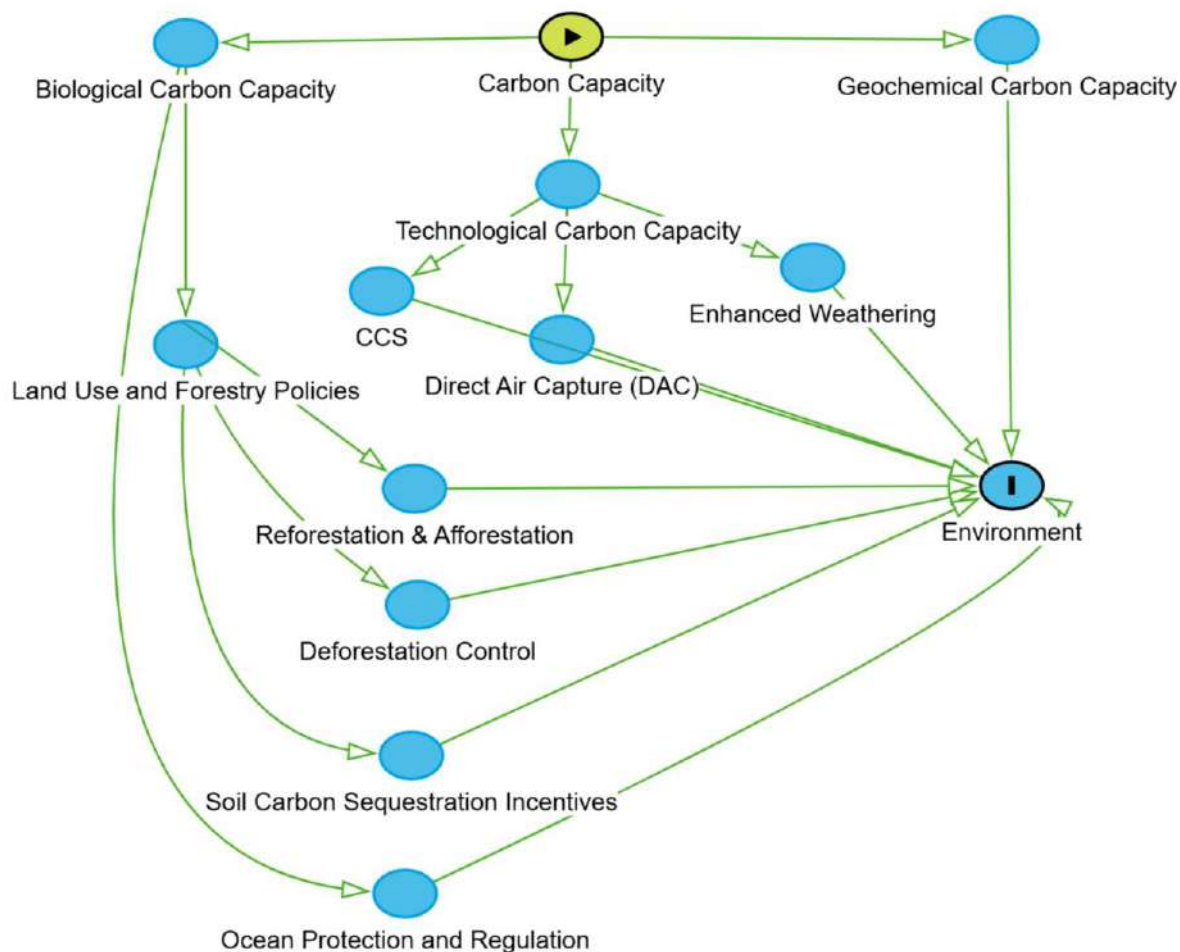 Biological Carbon Capacity
Carbon Capacity
Geochemical Carbon Capacity
Technological Carbon Capacity
Enhanced Weathering
CCS
Direct Air Capture (DAC)
Land Use and Forestry Policies
Reforestation & Afforestation
Environment
Deforestation Control
Soil Carbon Sequestration Incentives
Ocean Protection and Regulation